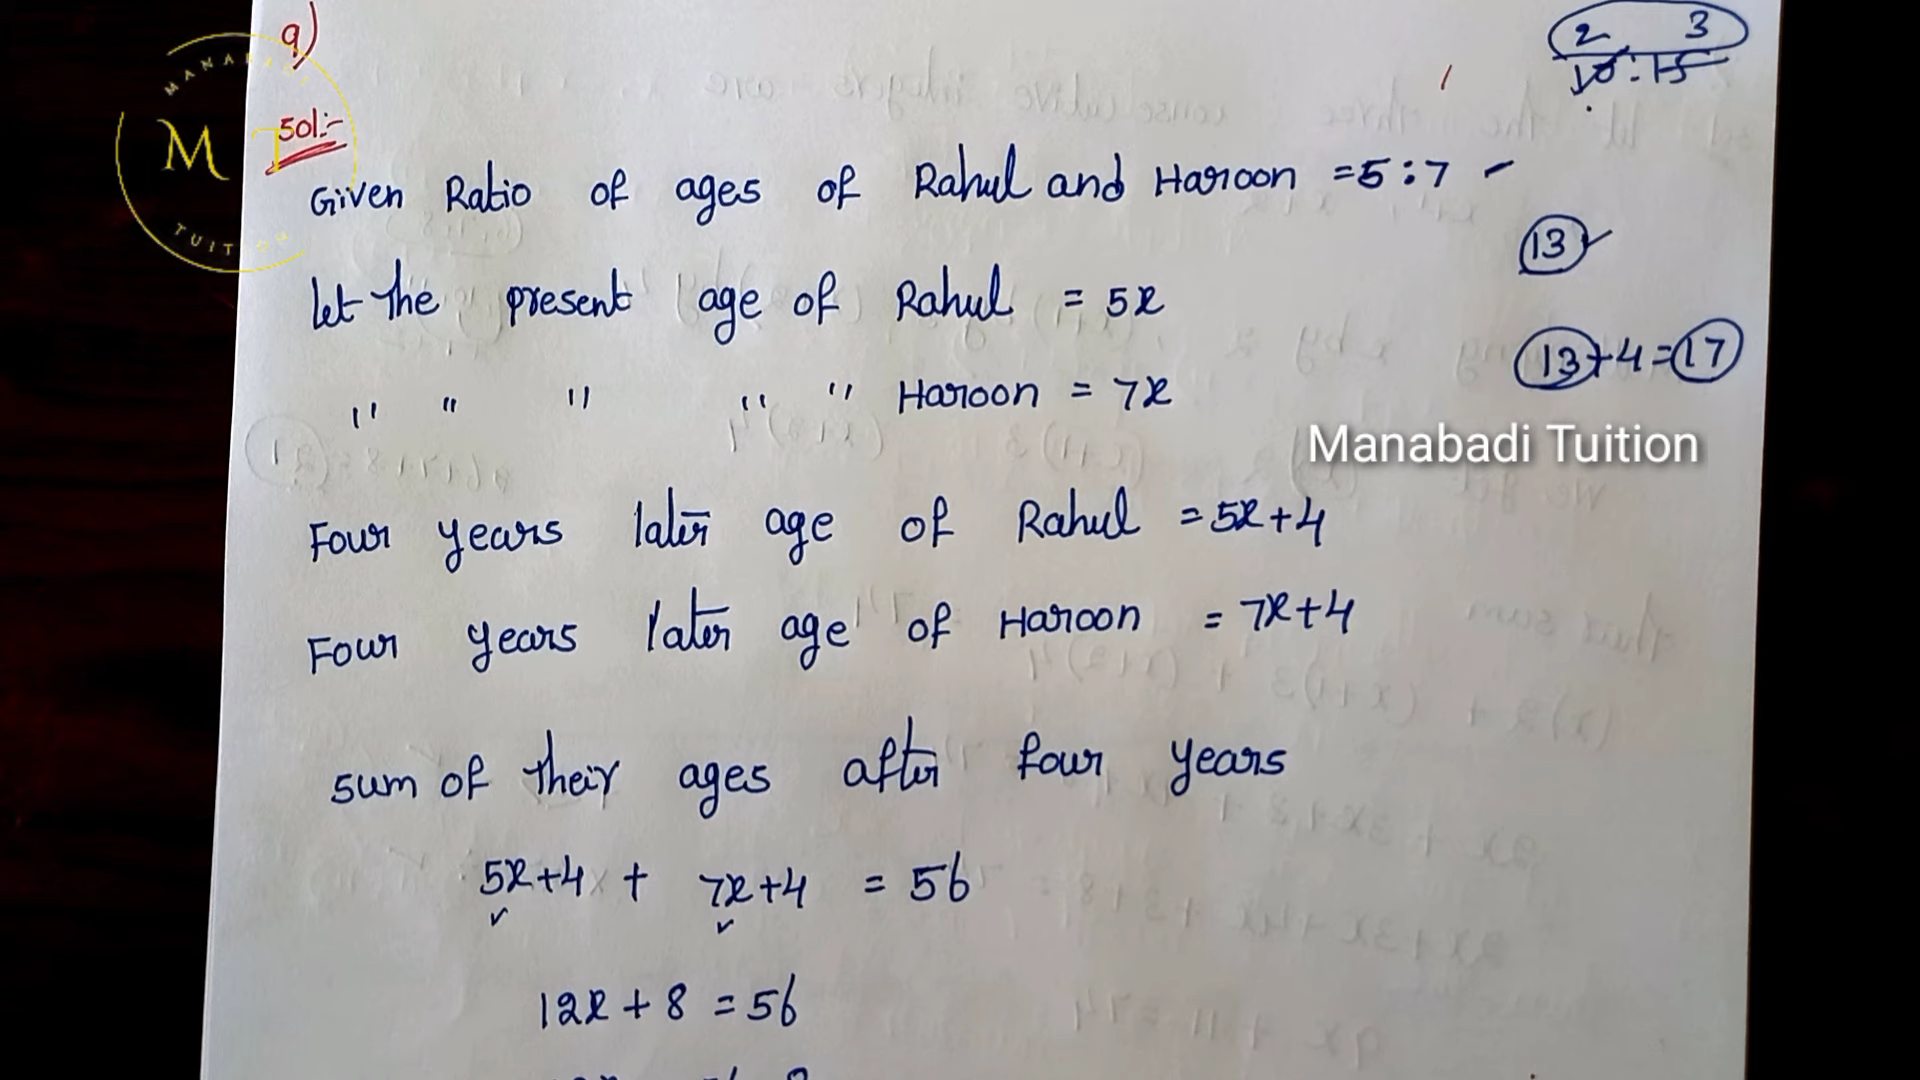 9)
2 3
10:15
Sol:-
Given Ratio of ages of Rahul and Haroon =5:7
13
let the present age of Rahul = 5x
13+4=17
" " " " " Haroon = 7x
Manabadi Tuition
Four years later age of Rahul =5x+4
Four years later age of Haroon = 7x+4
sum of their ages after four years
5x+4 + 7x+4 = 56
12x+8 =56
MANABADI
M T
TUITION